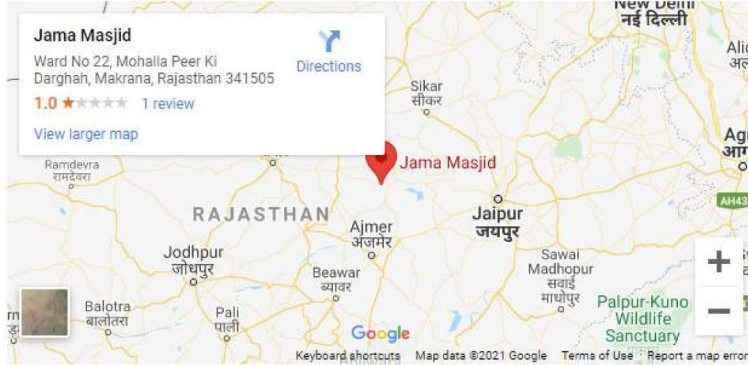 Jama Masjid
Ward No 22, Mohalla Peer Ki
Darghah, Makrana, Rajasthan 341505
1.0 1 review
View larger map
Directions
New Delhi
नई दिल्ली
Sikar
सीकर
Ramdevra
रामदेवरा
Jama Masjid
RAJASTHAN
Jaipur
जयपुर
Ajmer
अजमेर
AH43
Jodhpur
जोधपुर
Beawar
ब्यावर
Sawai
Madhopur
सवाई
माधोपुर
Balotra
बालोतरा
Pali
पाली
Palpur-Kuno
Wildlife
Sanctuary
Google
Keyboard shortcuts Map data ©2021 Google Terms of Use Report a map error